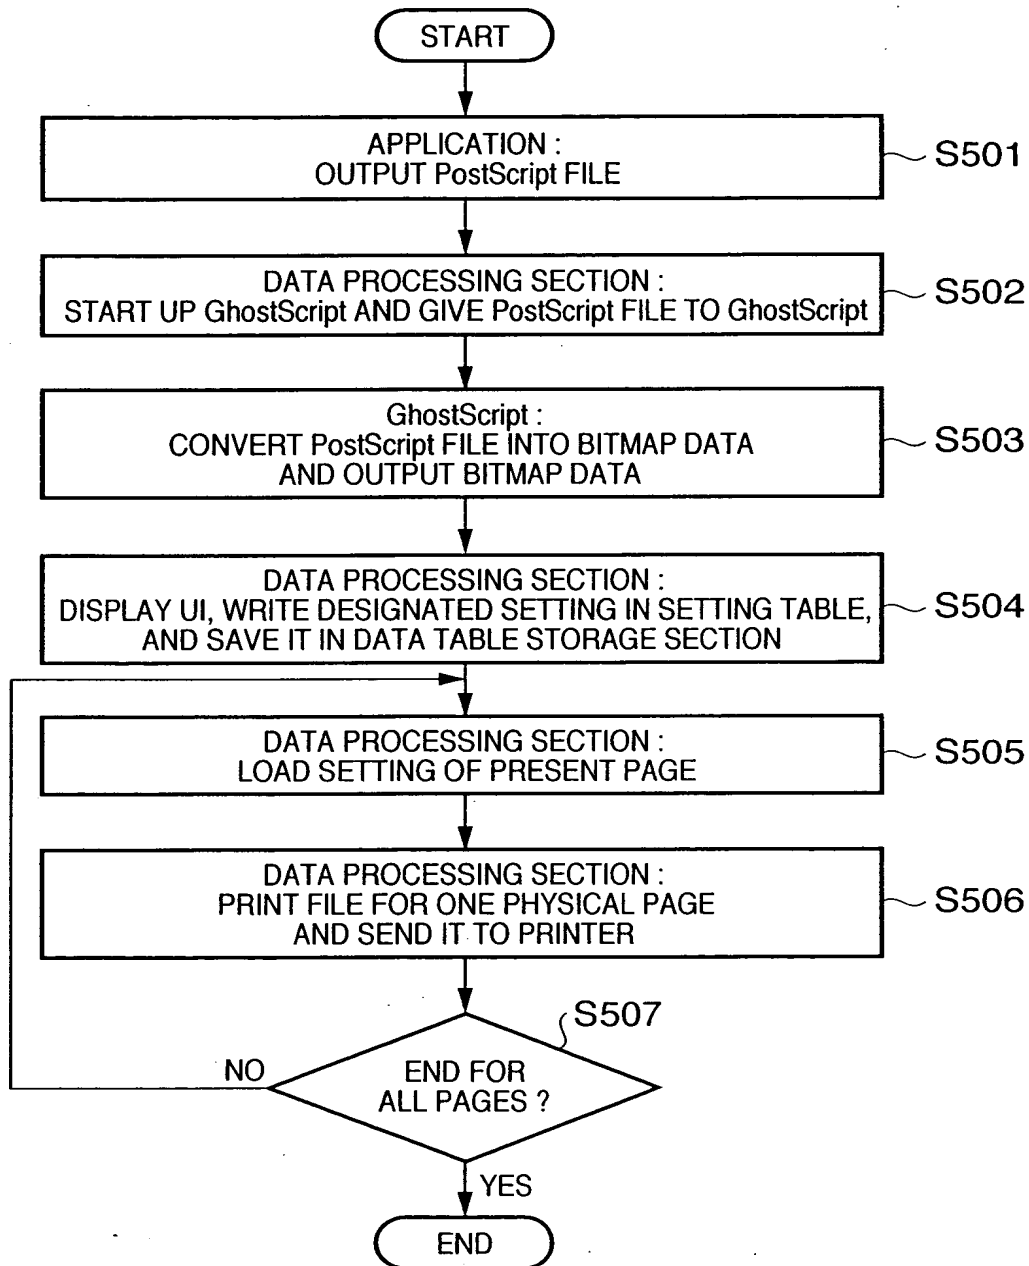 START
APPLICATION :
OUTPUT PostScript FILE
S501
DATA PROCESSING SECTION :
START UP GhostScript AND GIVE PostScript FILE TO GhostScript
S502
GhostScript :
CONVERT PostScript FILE INTO BITMAP DATA
AND OUTPUT BITMAP DATA
S503
DATA PROCESSING SECTION :
DISPLAY UI, WRITE DESIGNATED SETTING IN SETTING TABLE,
AND SAVE IT IN DATA TABLE STORAGE SECTION
S504
DATA PROCESSING SECTION :
LOAD SETTING OF PRESENT PAGE
S505
DATA PROCESSING SECTION :
PRINT FILE FOR ONE PHYSICAL PAGE
AND SEND IT TO PRINTER
S506
S507
END FOR
ALL PAGES ?
NO
YES
END